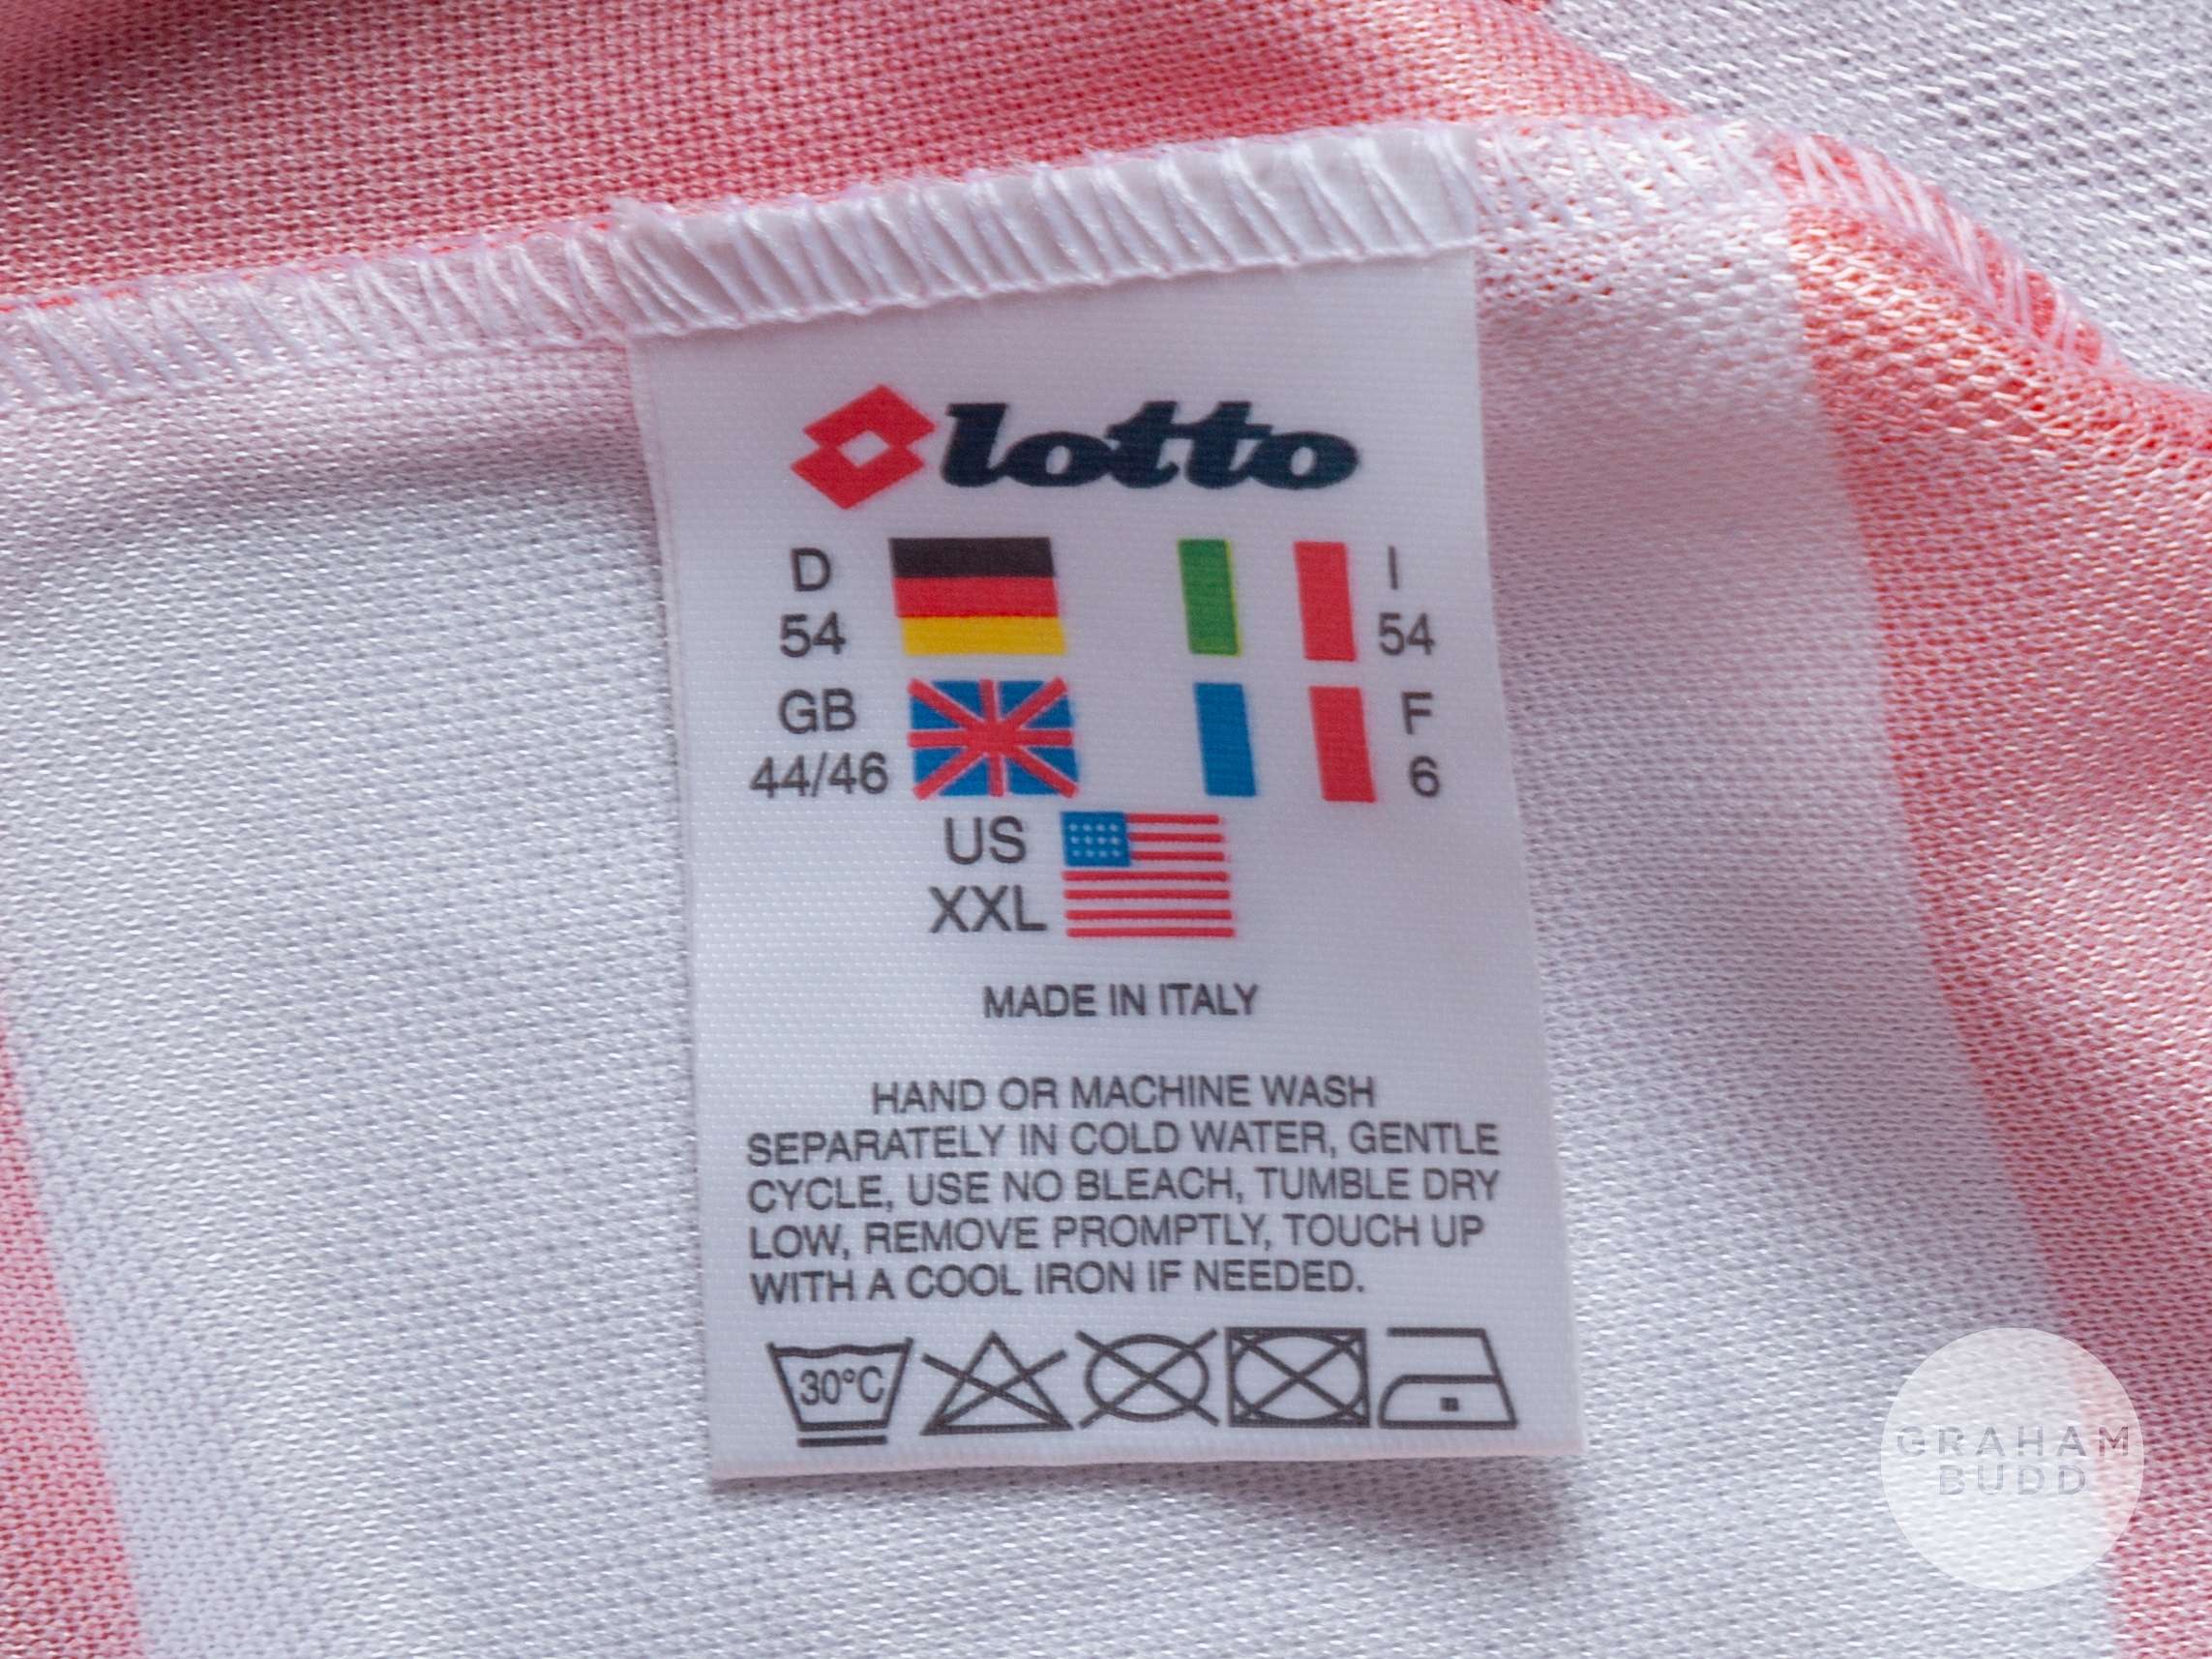 lotto
D
54
I
54
GB
44/46
F
6
US
XXL
MADE IN ITALY
HAND OR MACHINE WASH
SEPARATELY IN COLD WATER, GENTLE
CYCLE, USE NO BLEACH, TUMBLE DRY
LOW, REMOVE PROMPTLY, TOUCH UP
WITH A COOL IRON IF NEEDED.
30°C
GRAHAM
BUDD